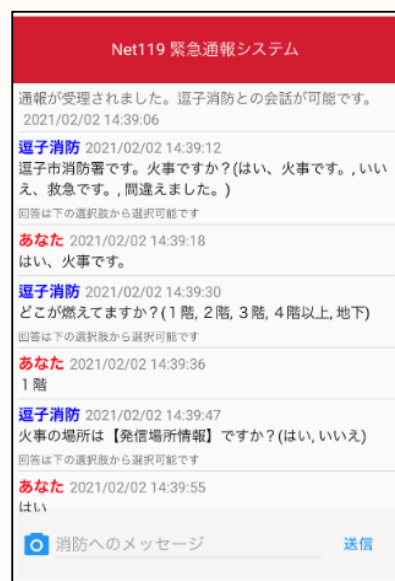 Net119 緊急通報システム
通報が受理されました。逗子消防との会話が可能です。
2021/02/02 14:39:06
逗子消防 2021/02/02 14:39:12
逗子市消防署です。火事ですか?(はい、火事です。, いい
え、救急です。, 間違えました。)
回答は下の選択肢から選択可能です
あなた 2021/02/02 14:39:18
はい、火事です。
逗子消防 2021/02/02 14:39:30
どこが燃えてますか?(1階, 2階, 3階, 4階以上, 地下)
回答は下の選択肢から選択可能です
あなた 2021/02/02 14:39:36
1階
逗子消防 2021/02/02 14:39:47
火事の場所は【発信場所情報】ですか?(はい, いいえ)
回答は下の選択肢から選択可能です
あなた 2021/02/02 14:39:55
はい
消防へのメッセージ 送信